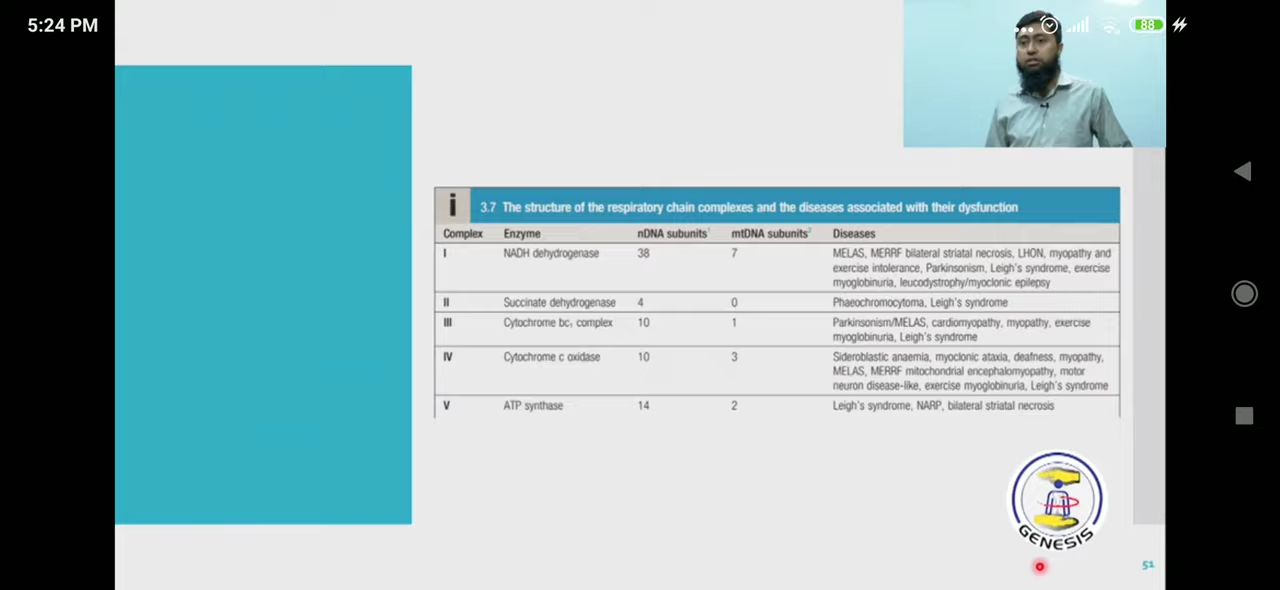 5:24 PM
88
i 3.7 The structure of the respiratory chain complexes and the diseases associated with their dysfunction
Complex Enzyme nDNA subunits¹ mtDNA subunits² Diseases
I NADH dehydrogenase 38 7 MELAS, MERRF bilateral striatal necrosis, LHON, myopathy and
exercise intolerance, Parkinsonism, Leigh's syndrome, exercise
myoglobinuria, leucodystrophy/myoclonic epilepsy
II Succinate dehydrogenase 4 0 Phaeochromocytoma, Leigh's syndrome
III Cytochrome bc₁ complex 10 1 Parkinsonism/MELAS, cardiomyopathy, myopathy, exercise
myoglobinuria, Leigh's syndrome
IV Cytochrome c oxidase 10 3 Sideroblastic anaemia, myoclonic ataxia, deafness, myopathy,
MELAS, MERRF mitochondrial encephalomyopathy, motor
neuron disease-like, exercise myoglobinuria, Leigh's syndrome
V ATP synthase 14 2 Leigh's syndrome, NARP, bilateral striatal necrosis
GENESIS
51